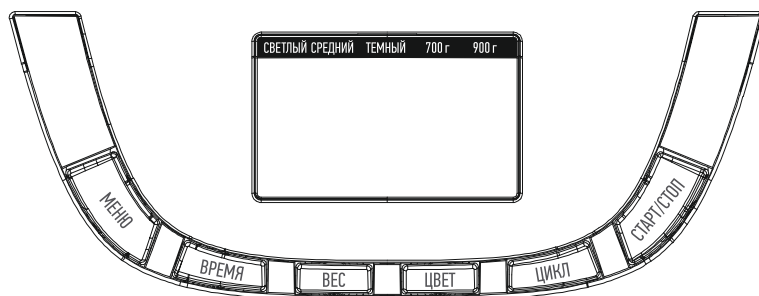 СВЕТЛЫЙ СРЕДНИЙ ТЕМНЫЙ 700 г 900 г
МЕНЮ
ВРЕМЯ
ВЕС
ЦВЕТ
ЦИКЛ
СТАРТ/СТОП